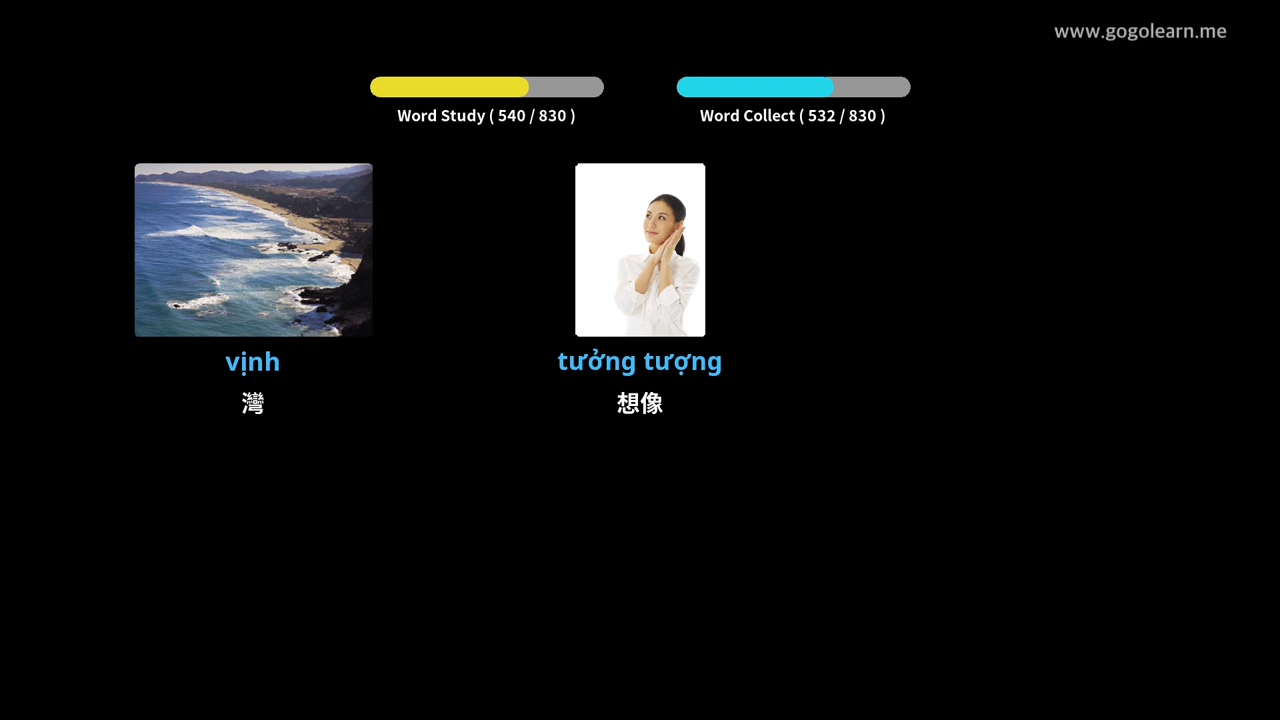 www.gogolearn.me
Word Study ( 540 / 830 )
Word Collect ( 532 / 830 )
vịnh
灣
tưởng tượng
想像